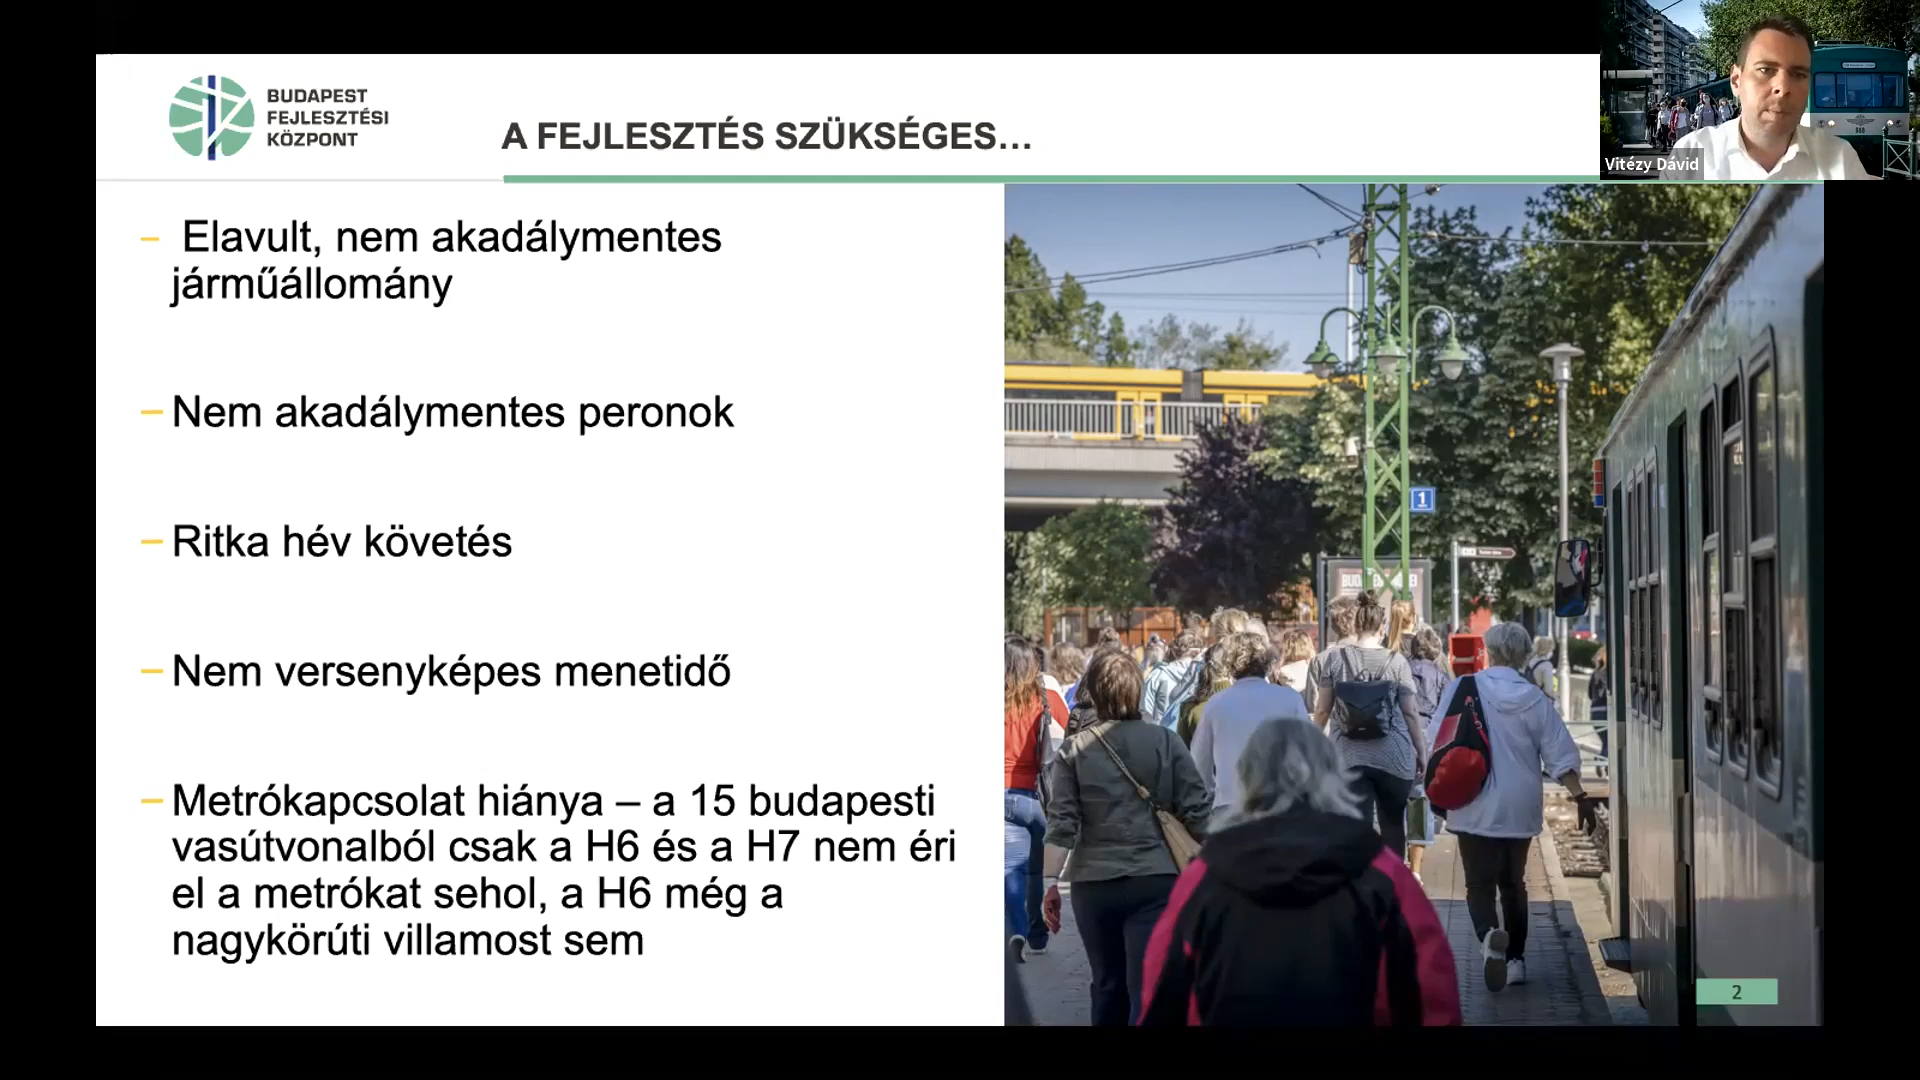 BUDAPEST
FEJLESZTÉSI
KÖZPONT
A FEJLESZTÉS SZÜKSÉGES...
Vitézy Dávid
– Elavult, nem akadálymentes
járműállomány
– Nem akadálymentes peronok
– Ritka hév követés
– Nem versenyképes menetidő
– Metrókapcsolat hiánya – a 15 budapesti
vasútvonalból csak a H6 és a H7 nem éri
el a metrókat sehol, a H6 még a
nagykörúti villamost sem
1
2